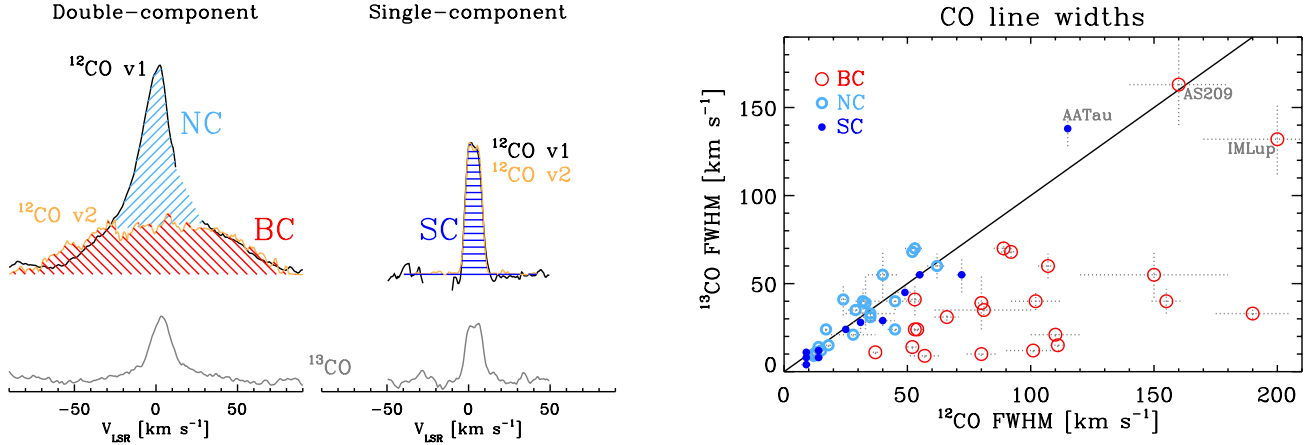 Double-component
Single-component
¹²CO v1
NC
¹²CO v2
BC
¹²CO v1
¹²CO v2
SC
¹³CO
−50 0 50
V_LSR [km s⁻¹]
−50 0 50
V_LSR [km s⁻¹]
CO line widths
BC
NC
SC
AS209
AATau
IMLup
150
100
50
0
¹³CO FWHM [km s⁻¹]
0 50 100 150 200
¹²CO FWHM [km s⁻¹]